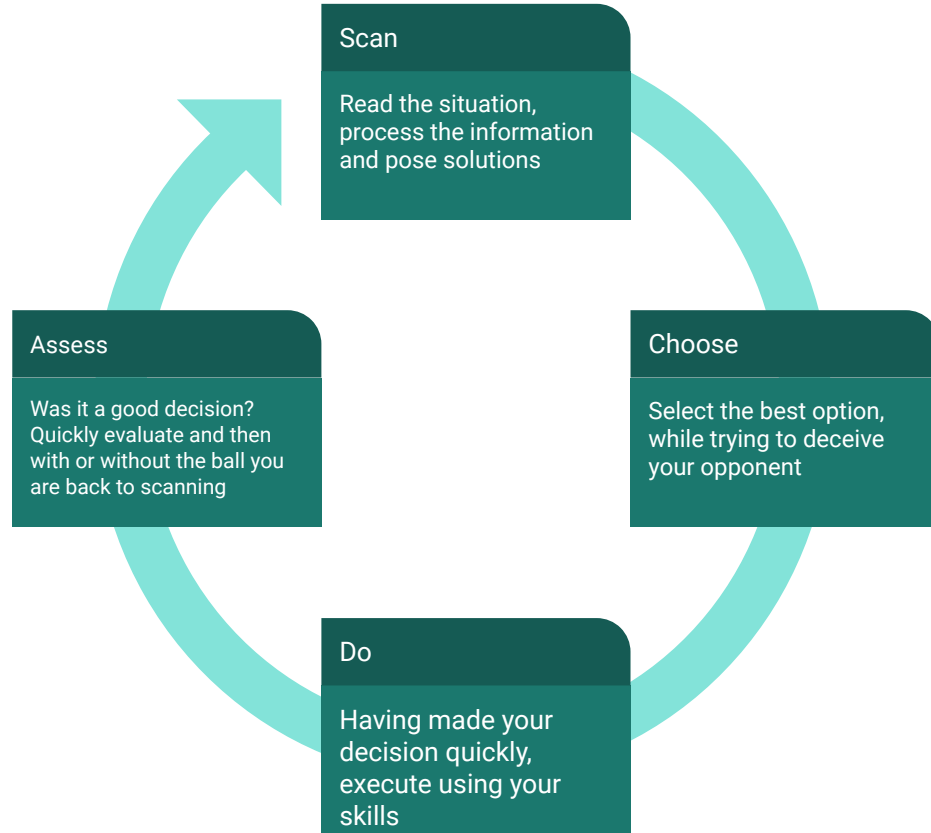 Scan
Read the situation,
process the information
and pose solutions
Choose
Select the best option,
while trying to deceive
your opponent
Do
Having made your
decision quickly,
execute using your
skills
Assess
Was it a good decision?
Quickly evaluate and then
with or without the ball you
are back to scanning